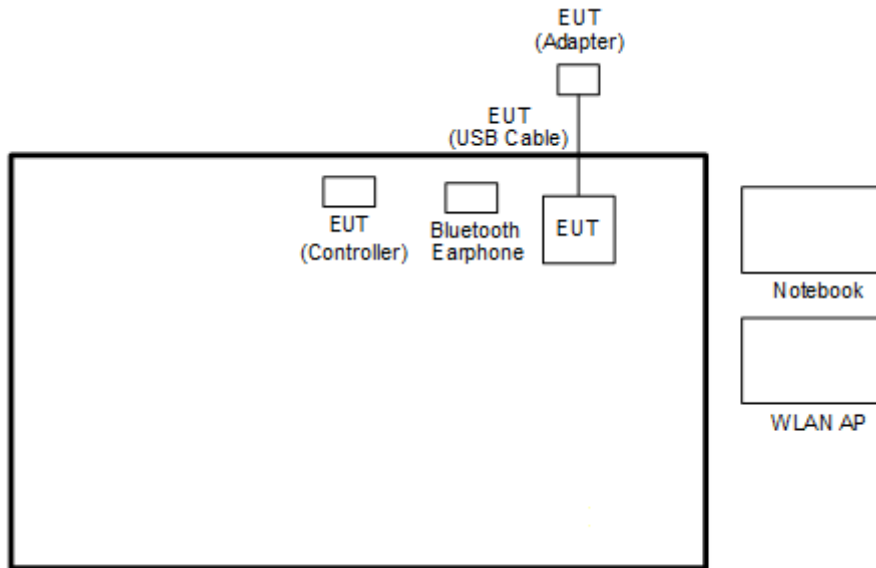 EUT
(Adapter)
EUT
(USB Cable)
EUT
(Controller)
Bluetooth
Earphone
EUT
Notebook
WLAN AP